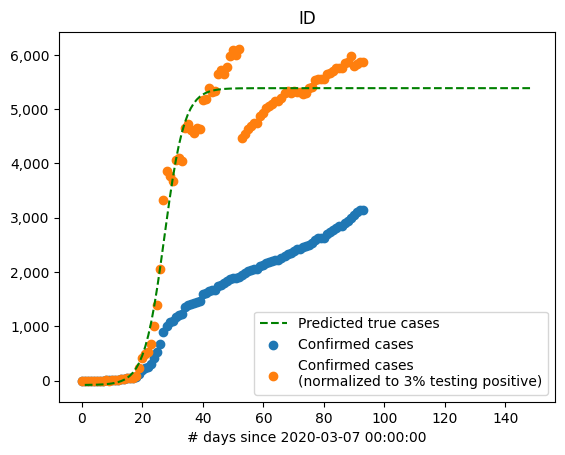 ID
6,000
5,000
4,000
3,000
2,000
1,000
0
0 20 40 60 80 100 120 140
# days since 2020-03-07 00:00:00
Predicted true cases
Confirmed cases
Confirmed cases
(normalized to 3% testing positive)